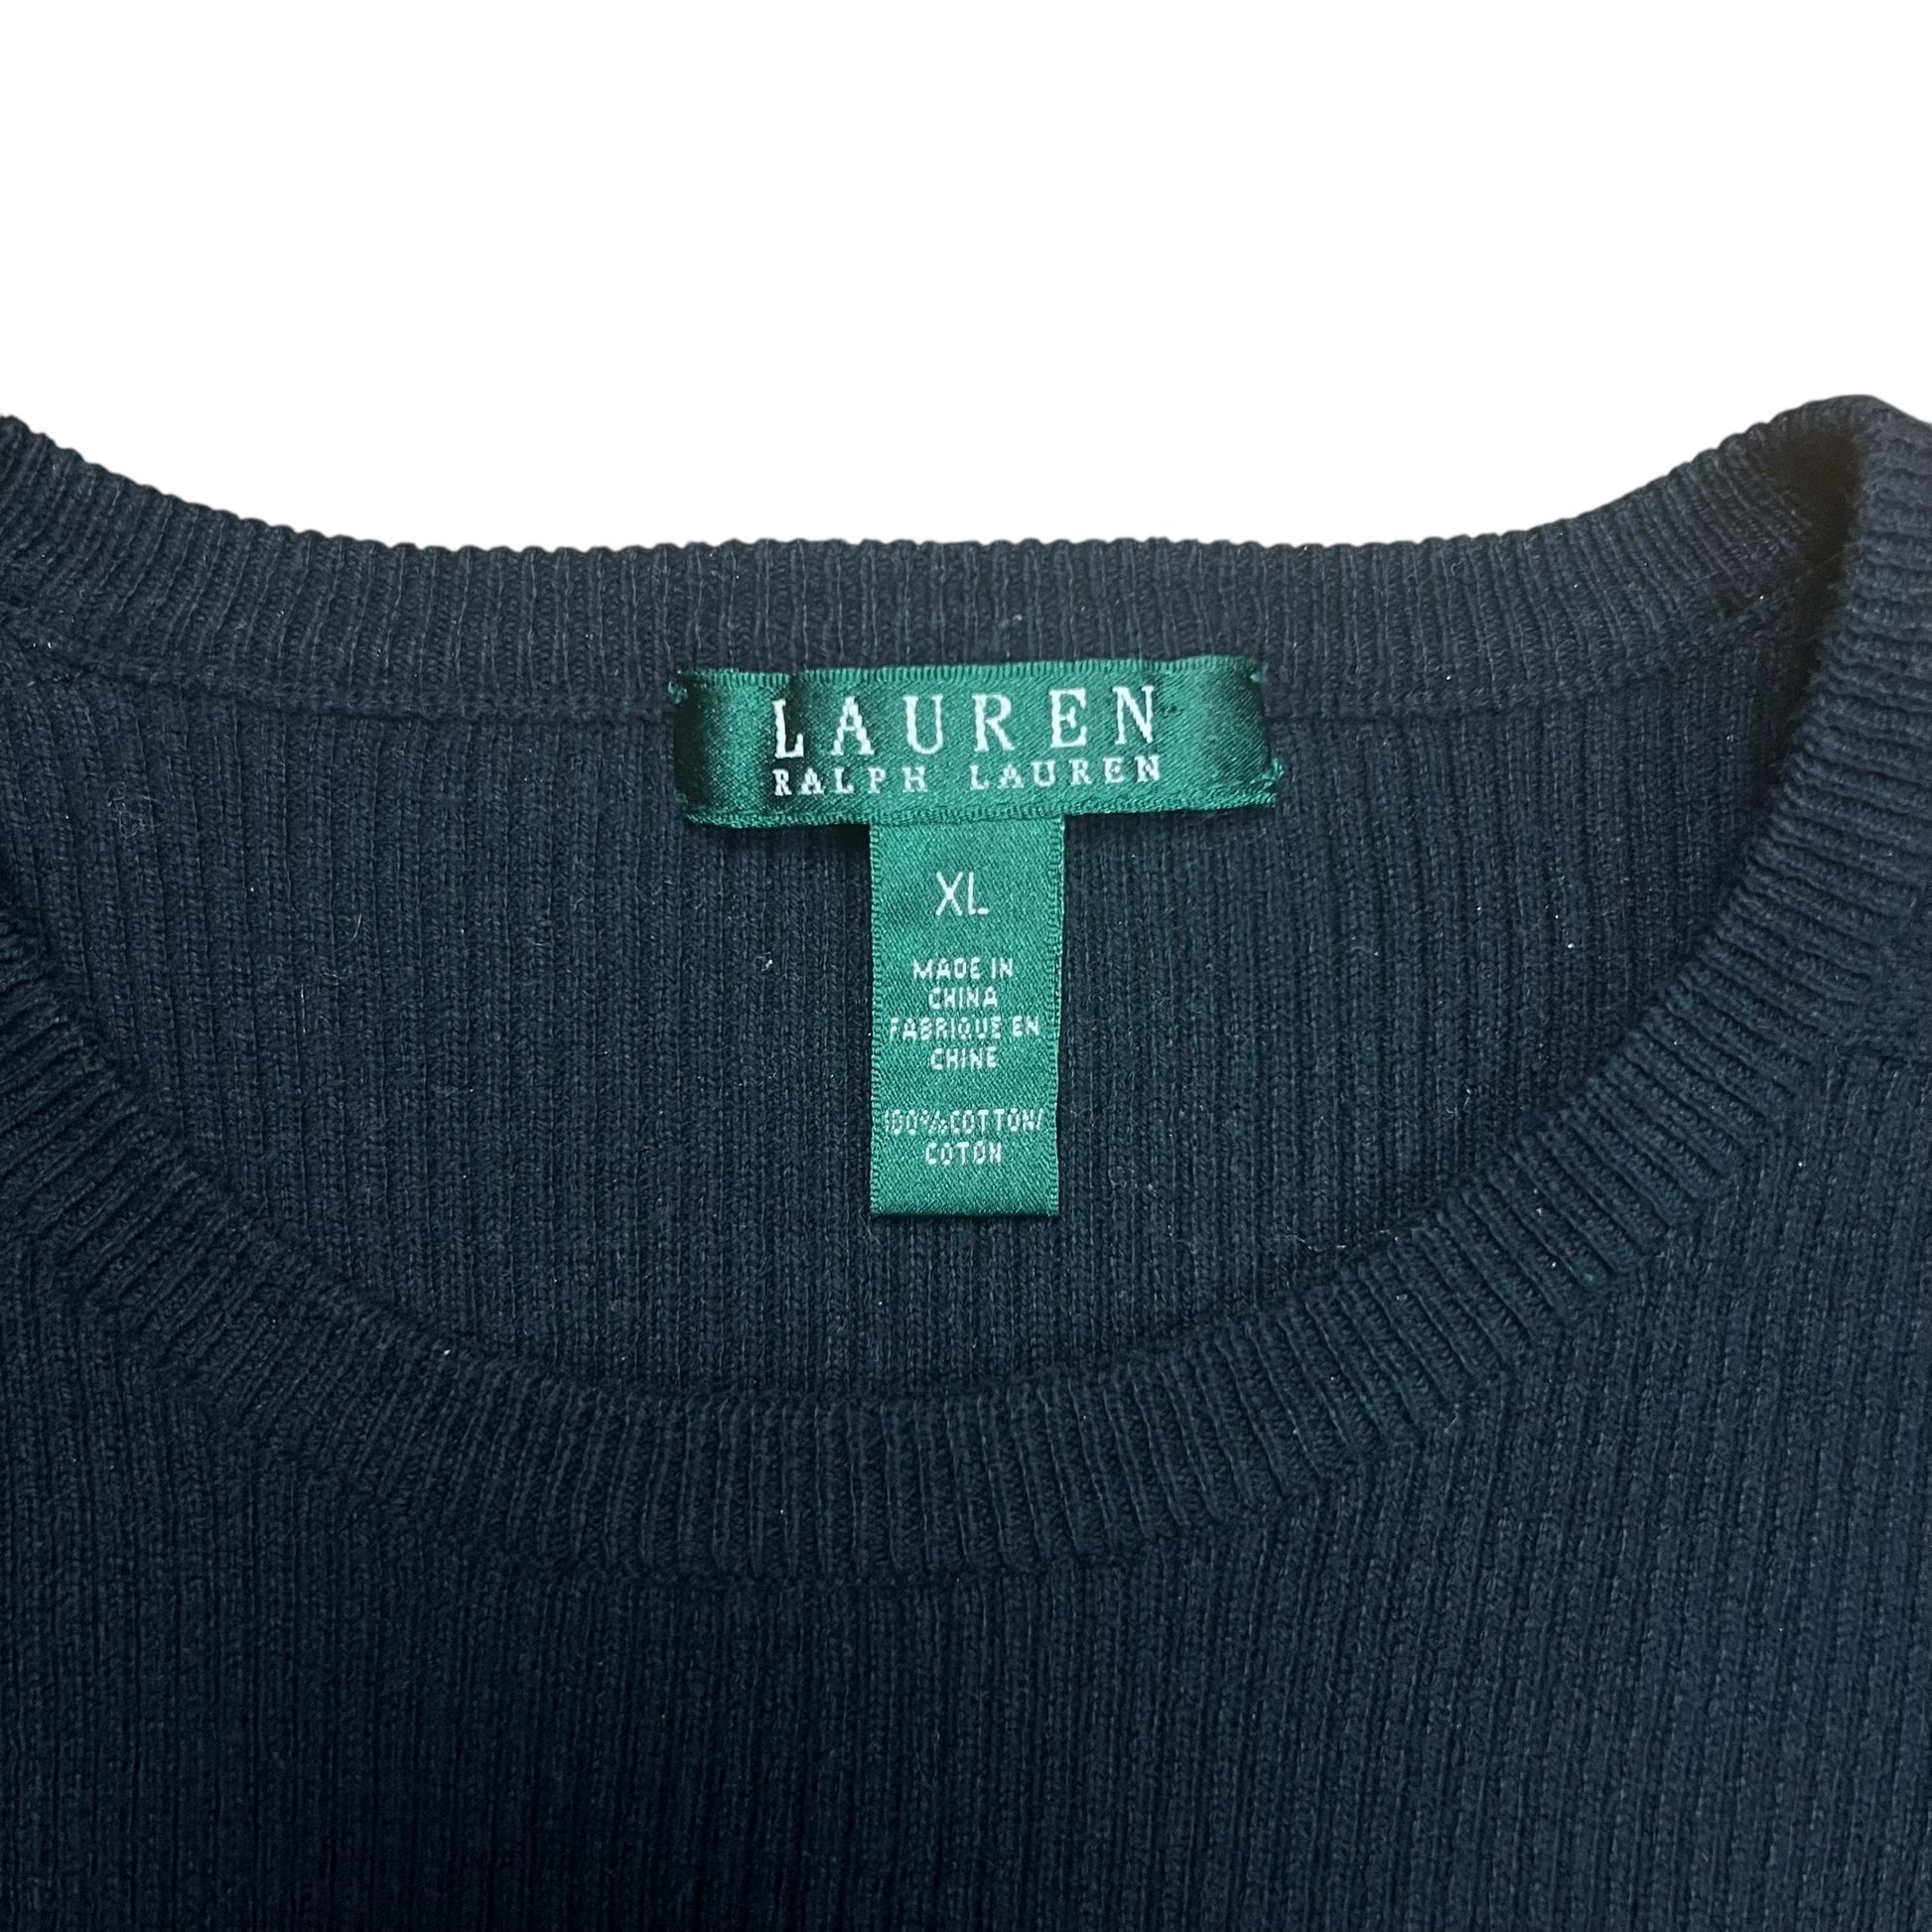 LAUREN
RALPH LAUREN
XL
MADE IN
CHINA
FABRIQUE EN
CHINE
100% COTTON/
COTON